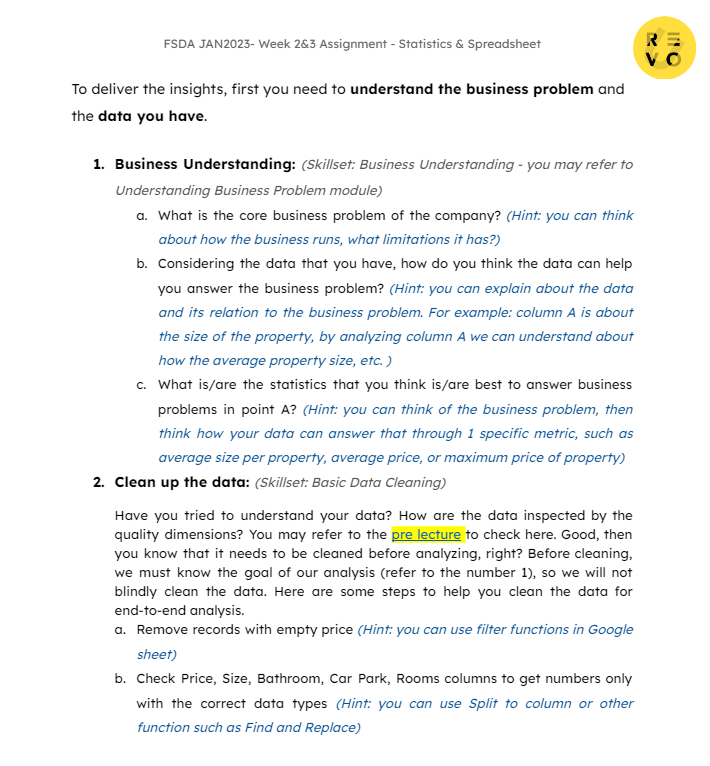 FSDA JAN2023- Week 2&3 Assignment - Statistics & Spreadsheet
R E
V O
To deliver the insights, first you need to understand the business problem and
the data you have.
1. Business Understanding: (Skillset: Business Understanding - you may refer to
Understanding Business Problem module)
a. What is the core business problem of the company? (Hint: you can think
about how the business runs, what limitations it has?)
b. Considering the data that you have, how do you think the data can help
you answer the business problem? (Hint: you can explain about the data
and its relation to the business problem. For example: column A is about
the size of the property, by analyzing column A we can understand about
how the average property size, etc. )
c. What is/are the statistics that you think is/are best to answer business
problems in point A? (Hint: you can think of the business problem, then
think how your data can answer that through 1 specific metric, such as
average size per property, average price, or maximum price of property)
2. Clean up the data: (Skillset: Basic Data Cleaning)
Have you tried to understand your data? How are the data inspected by the
quality dimensions? You may refer to the pre lecture to check here. Good, then
you know that it needs to be cleaned before analyzing, right? Before cleaning,
we must know the goal of our analysis (refer to the number 1), so we will not
blindly clean the data. Here are some steps to help you clean the data for
end-to-end analysis.
a. Remove records with empty price (Hint: you can use filter functions in Google
sheet)
b. Check Price, Size, Bathroom, Car Park, Rooms columns to get numbers only
with the correct data types (Hint: you can use Split to column or other
function such as Find and Replace)